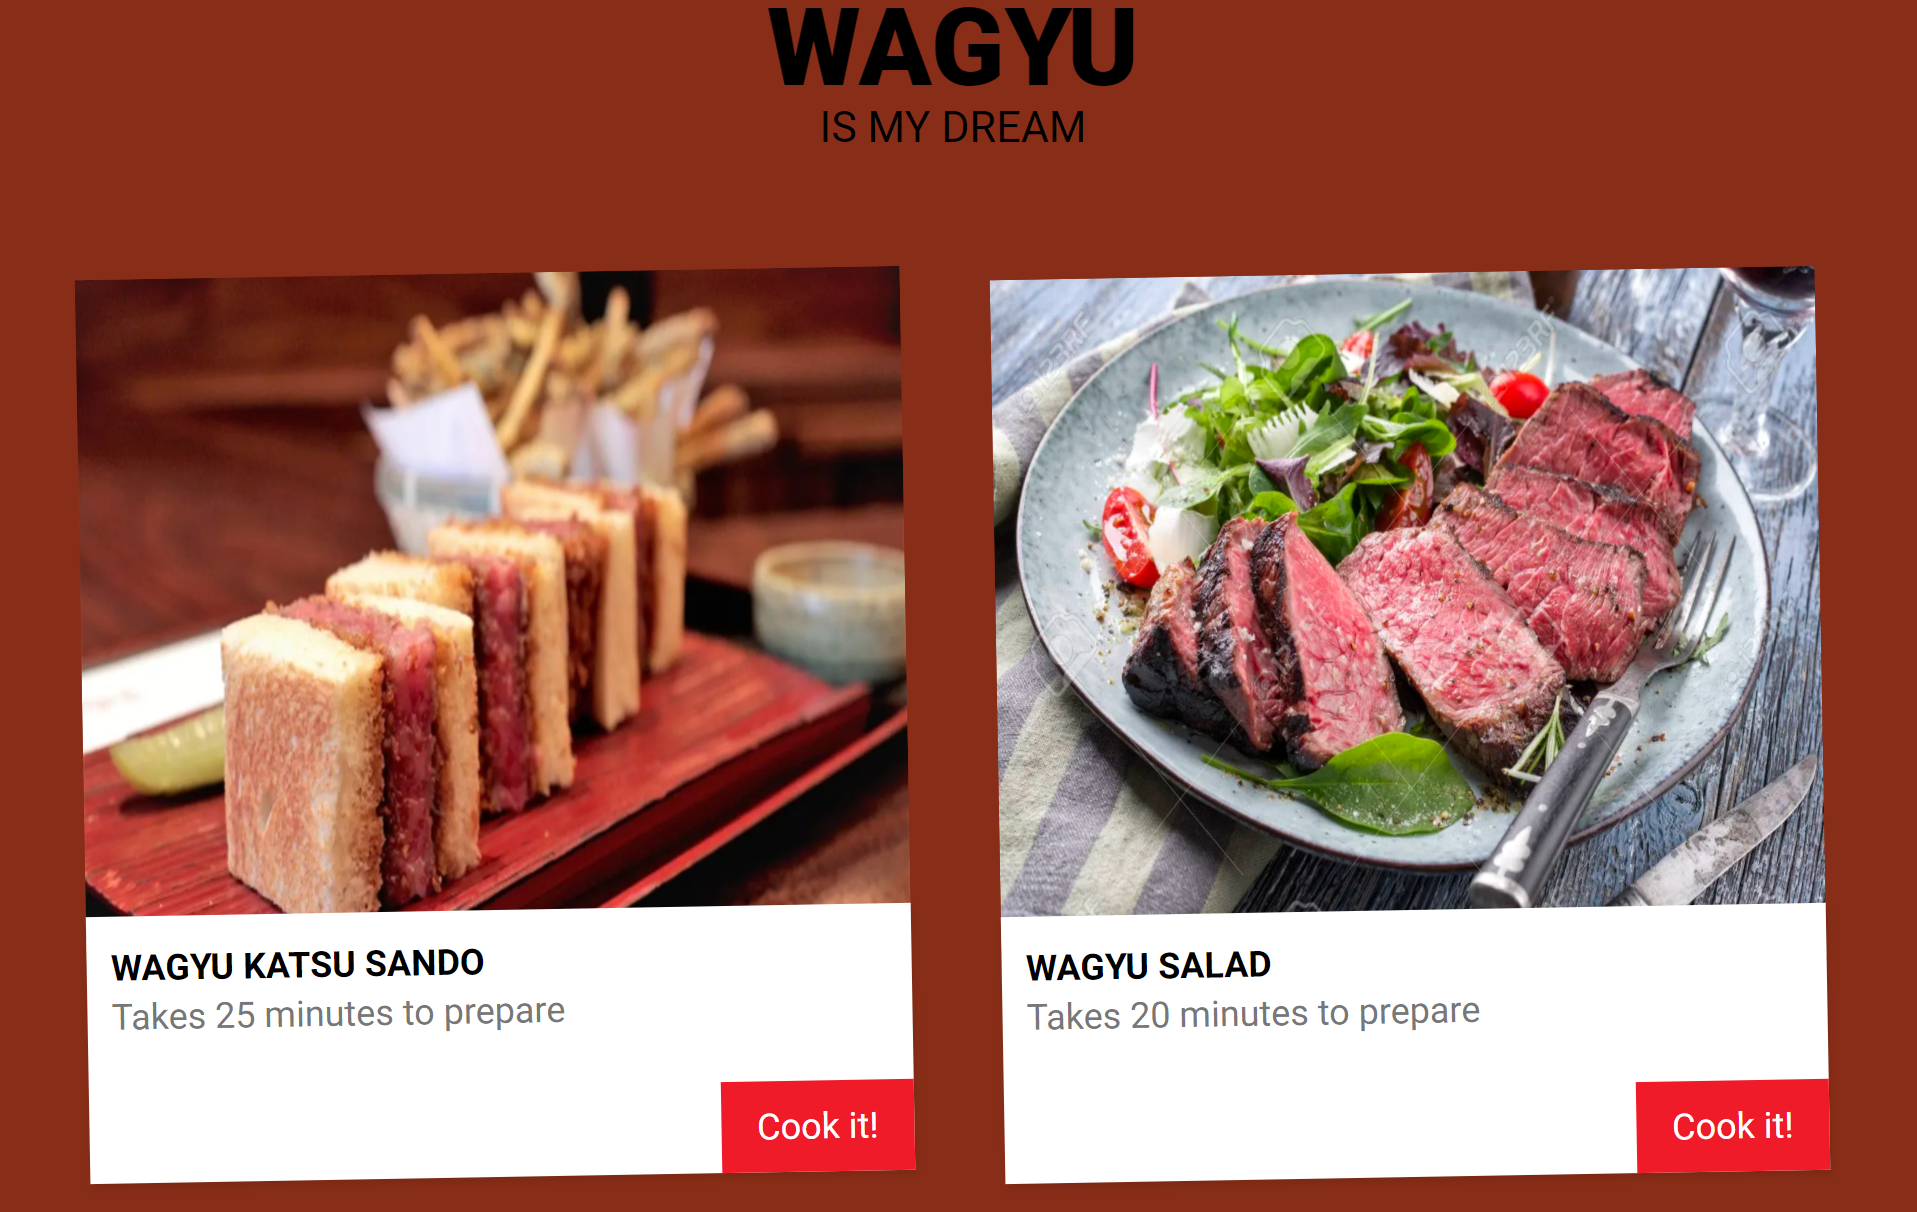 WAGYU
IS MY DREAM
WAGYU KATSU SANDO
Takes 25 minutes to prepare
Cook it!
WAGYU SALAD
Takes 20 minutes to prepare
Cook it!